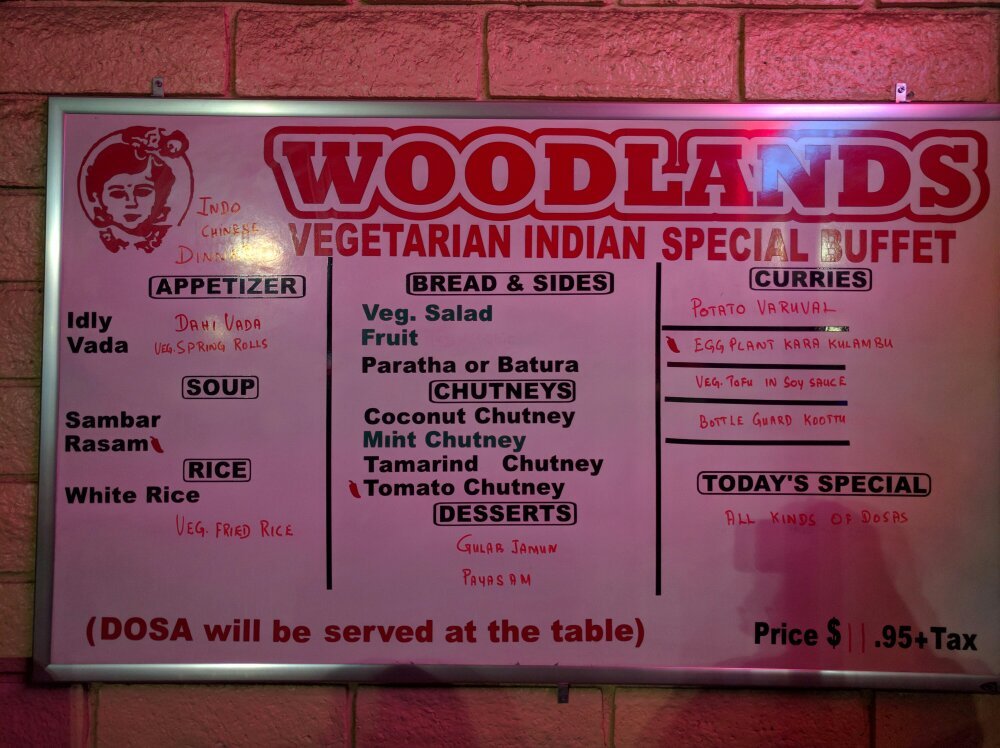 WOODLANDS
INDO
CHINESE
DINNER
VEGETARIAN INDIAN SPECIAL BUFFET
APPETIZER
Idly
DAHI VADA
Vada
VEG. SPRING ROLLS
SOUP
Sambar
Rasam
RICE
White Rice
VEG. FRIED RICE
BREAD & SIDES
Veg. Salad
Fruit
Paratha or Batura
CHUTNEYS
Coconut Chutney
Mint Chutney
Tamarind Chutney
Tomato Chutney
DESSERTS
GULAB JAMUN
PAYASAM
CURRIES
POTATO VARUVAL
EGG PLANT KARA KULAMBU
VEG. TOFU IN SOY SAUCE
BOTTLE GUARD KOOTTU
TODAY'S SPECIAL
ALL KINDS OF DOSAS
(DOSA will be served at the table)
Price $11.95+Tax